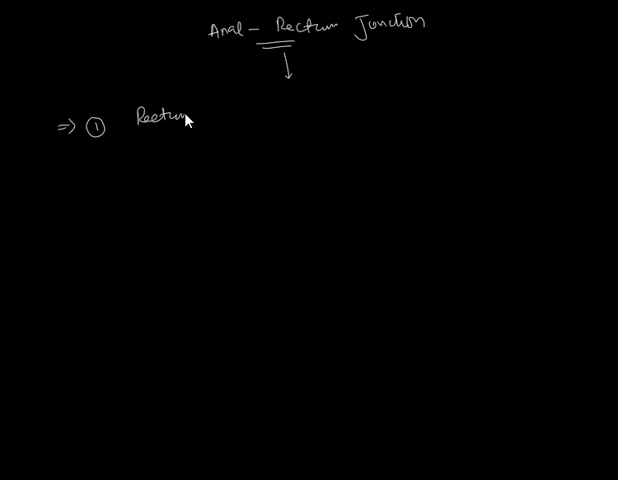 Anal - Rectum Junction
⇒ ① Rectum